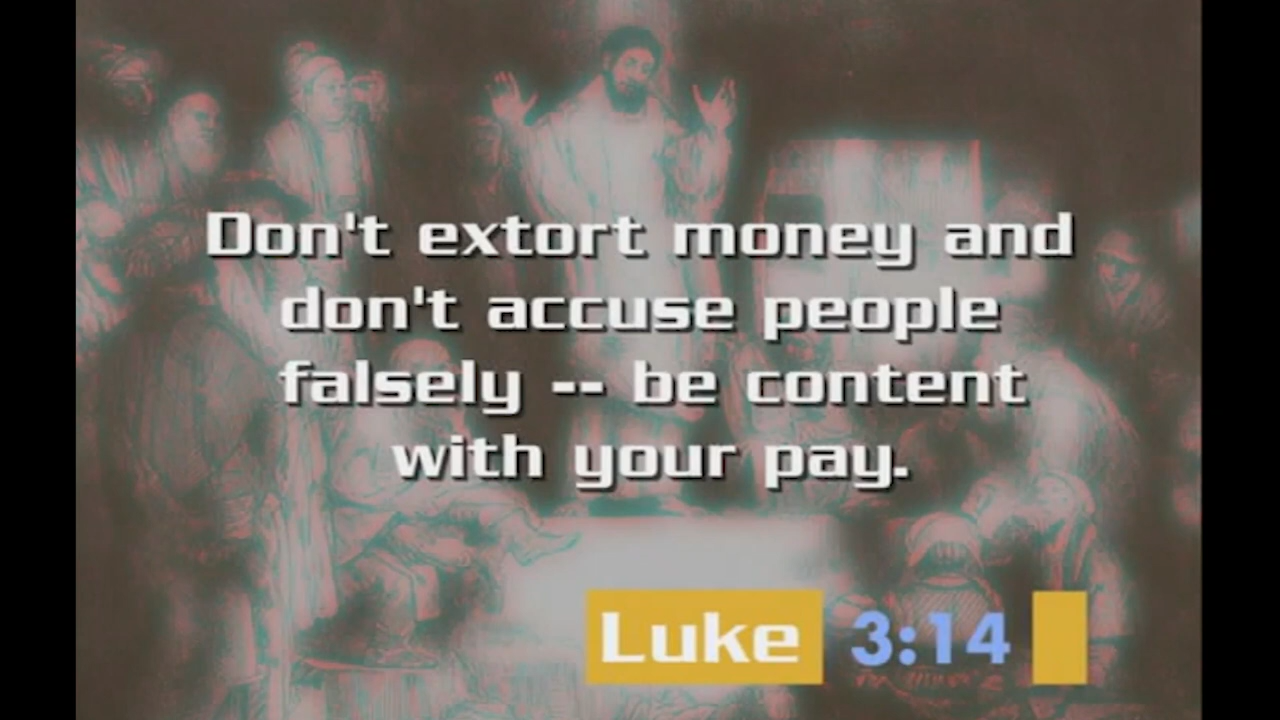 Don't extort money and
don't accuse people
falsely -- be content
with your pay.
Luke 3:14